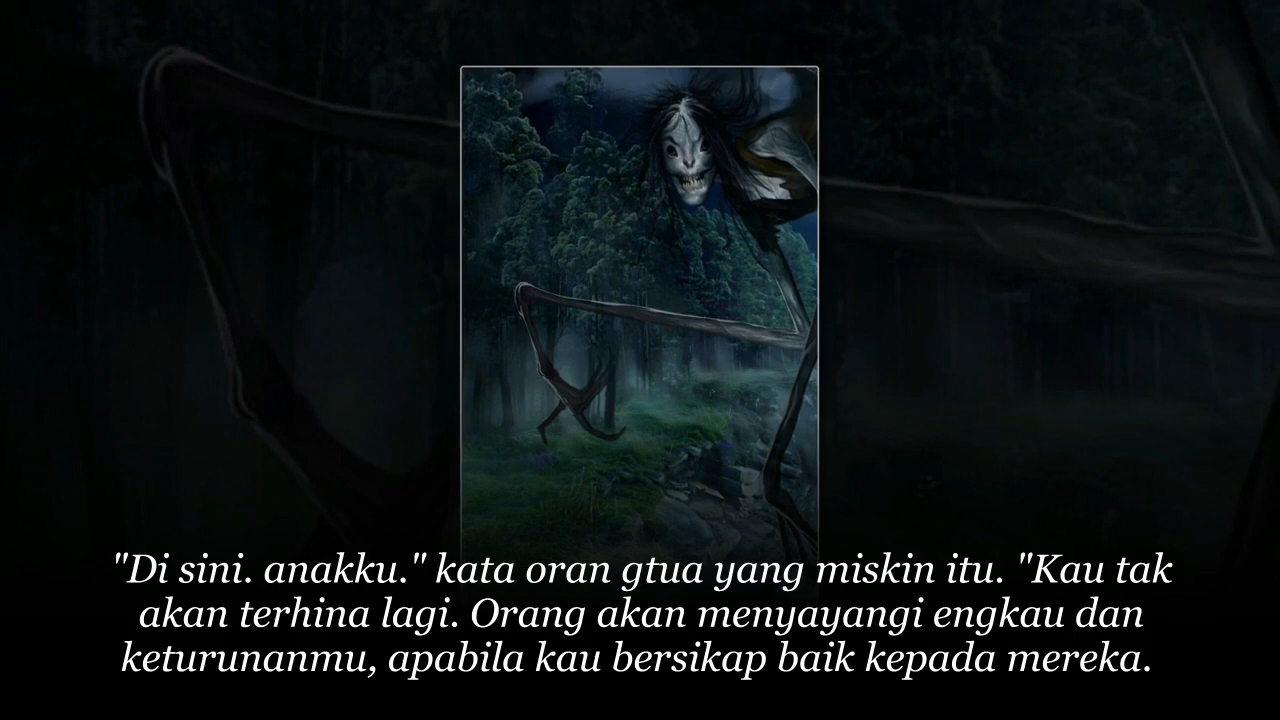 "Di sini. anakku." kata oran gtua yang miskin itu. "Kau tak
akan terhina lagi. Orang akan menyayangi engkau dan
keturunanmu, apabila kau bersikap baik kepada mereka.